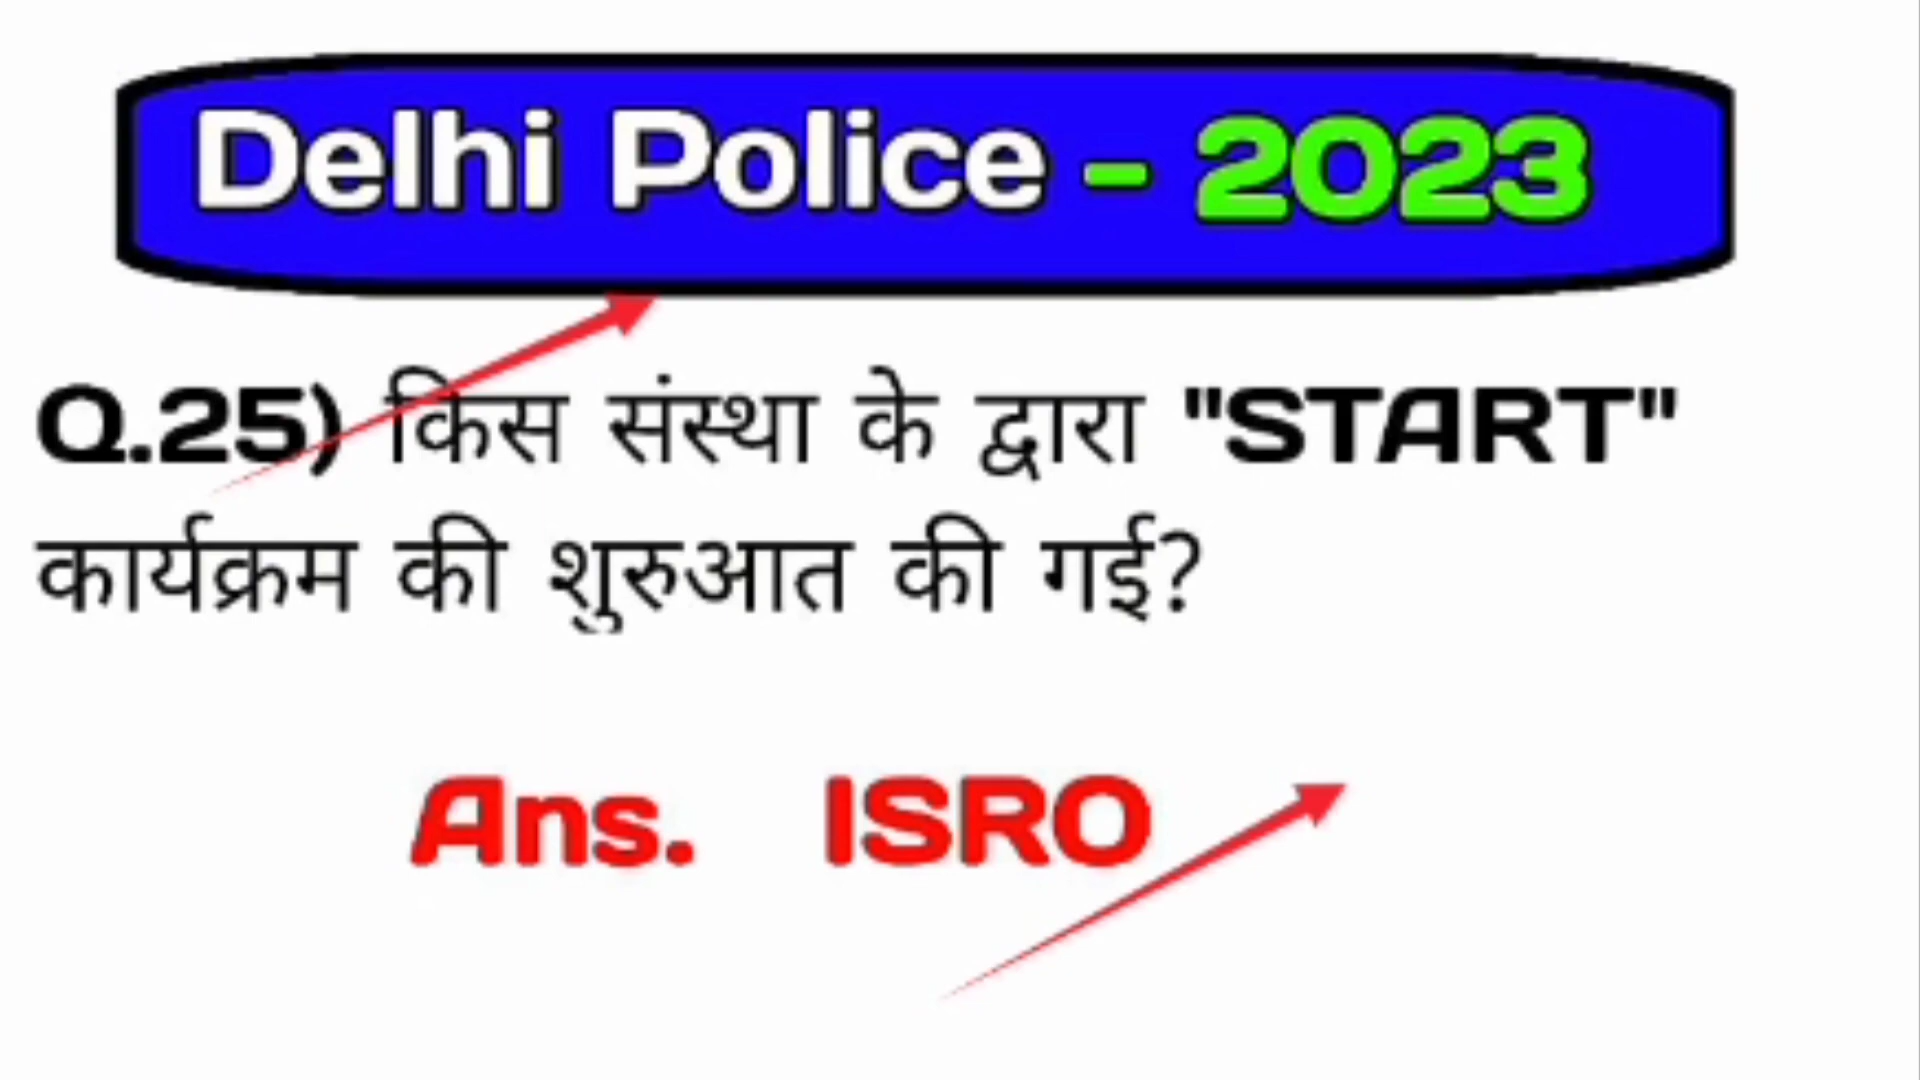 Delhi Police - 2023
Q.25) किस संस्था के द्वारा "START"
कार्यक्रम की शुरुआत की गई?
Ans. ISRO